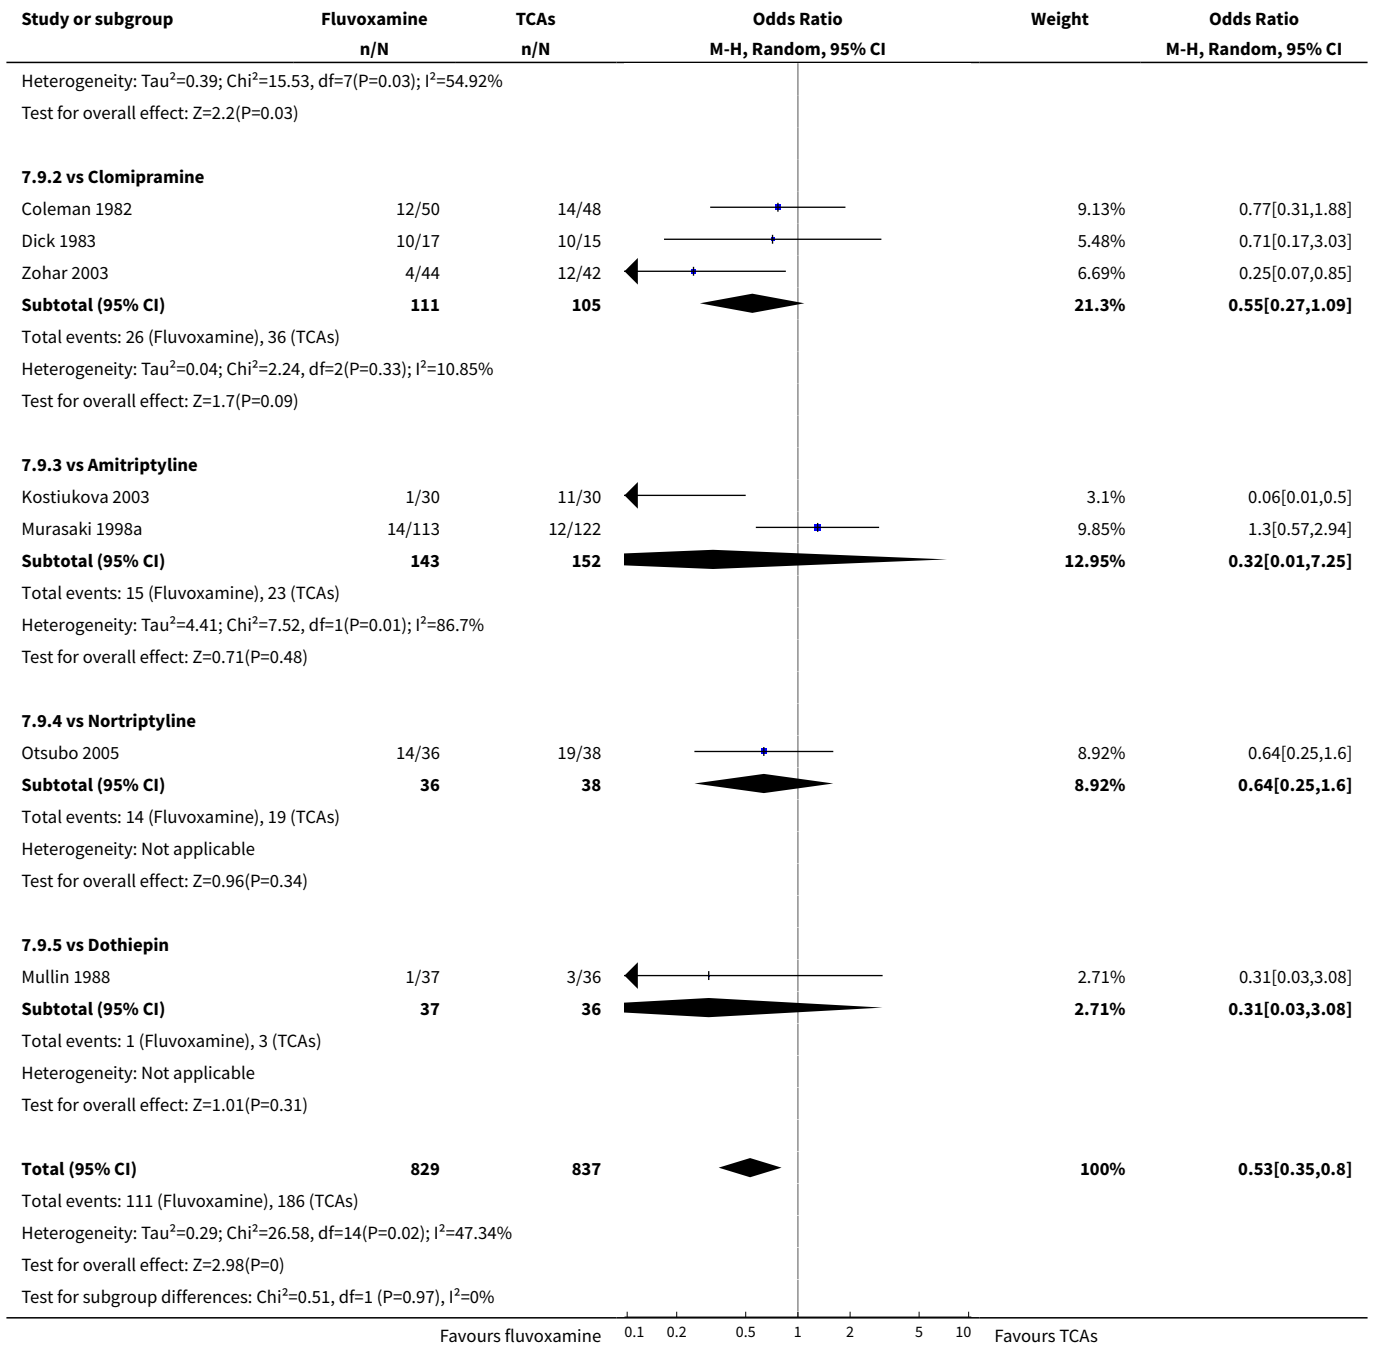 Study or subgroup Fluvoxamine TCAs Odds Ratio Weight Odds Ratio
n/N n/N M-H, Random, 95% CI M-H, Random, 95% CI
Heterogeneity: Tau²=0.39; Chi²=15.53, df=7(P=0.03); I²=54.92%
Test for overall effect: Z=2.2(P=0.03)
7.9.2 vs Clomipramine
Coleman 1982 12/50 14/48 9.13% 0.77[0.31,1.88]
Dick 1983 10/17 10/15 5.48% 0.71[0.17,3.03]
Zohar 2003 4/44 12/42 6.69% 0.25[0.07,0.85]
Subtotal (95% CI) 111 105 21.3% 0.55[0.27,1.09]
Total events: 26 (Fluvoxamine), 36 (TCAs)
Heterogeneity: Tau²=0.04; Chi²=2.24, df=2(P=0.33); I²=10.85%
Test for overall effect: Z=1.7(P=0.09)
7.9.3 vs Amitriptyline
Kostiukova 2003 1/30 11/30 3.1% 0.06[0.01,0.5]
Murasaki 1998a 14/113 12/122 9.85% 1.3[0.57,2.94]
Subtotal (95% CI) 143 152 12.95% 0.32[0.01,7.25]
Total events: 15 (Fluvoxamine), 23 (TCAs)
Heterogeneity: Tau²=4.41; Chi²=7.52, df=1(P=0.01); I²=86.7%
Test for overall effect: Z=0.71(P=0.48)
7.9.4 vs Nortriptyline
Otsubo 2005 14/36 19/38 8.92% 0.64[0.25,1.6]
Subtotal (95% CI) 36 38 8.92% 0.64[0.25,1.6]
Total events: 14 (Fluvoxamine), 19 (TCAs)
Heterogeneity: Not applicable
Test for overall effect: Z=0.96(P=0.34)
7.9.5 vs Dothiepin
Mullin 1988 1/37 3/36 2.71% 0.31[0.03,3.08]
Subtotal (95% CI) 37 36 2.71% 0.31[0.03,3.08]
Total events: 1 (Fluvoxamine), 3 (TCAs)
Heterogeneity: Not applicable
Test for overall effect: Z=1.01(P=0.31)
Total (95% CI) 829 837 100% 0.53[0.35,0.8]
Total events: 111 (Fluvoxamine), 186 (TCAs)
Heterogeneity: Tau²=0.29; Chi²=26.58, df=14(P=0.02); I²=47.34%
Test for overall effect: Z=2.98(P=0)
Test for subgroup differences: Chi²=0.51, df=1 (P=0.97), I²=0%
Favours fluvoxamine 0.1 0.2 0.5 1 2 5 10 Favours TCAs